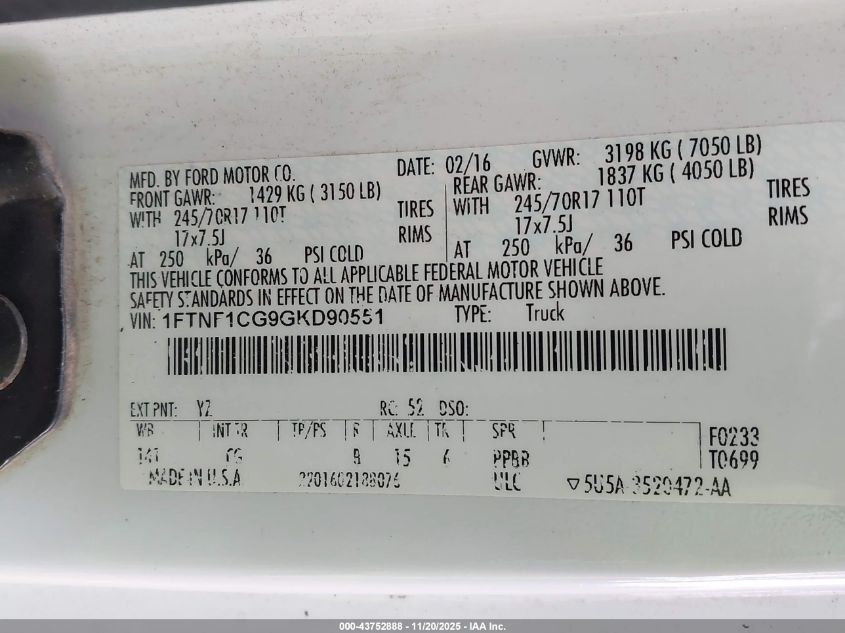 MFD. BY FORD MOTOR CO. DATE: 02/16 GVWR: 3198 KG ( 7050 LB)
FRONT GAWR: 1429 KG ( 3150 LB) REAR GAWR: 1837 KG ( 4050 LB)
WITH 245/70R17 110T TIRES WITH 245/70R17 110T TIRES
17x7.5J RIMS 17x7.5J RIMS
AT 250 kPa/ 36 PSI COLD AT 250 kPa/ 36 PSI COLD
THIS VEHICLE CONFORMS TO ALL APPLICABLE FEDERAL MOTOR VEHICLE
SAFETY STANDARDS IN EFFECT ON THE DATE OF MANUFACTURE SHOWN ABOVE.
VIN: 1FTNF1CG9GKD90551 TYPE: Truck
EXT PNT: YZ RC: 52 DSO:
WB INT TR TP/PS R AXLE TR SPR F0233
141 CG 15 6 T0699
MADE IN U.S.A ULC ▽5U5A-3520472-AA
000-43752888 - 11/20/2025 - IAA Inc.